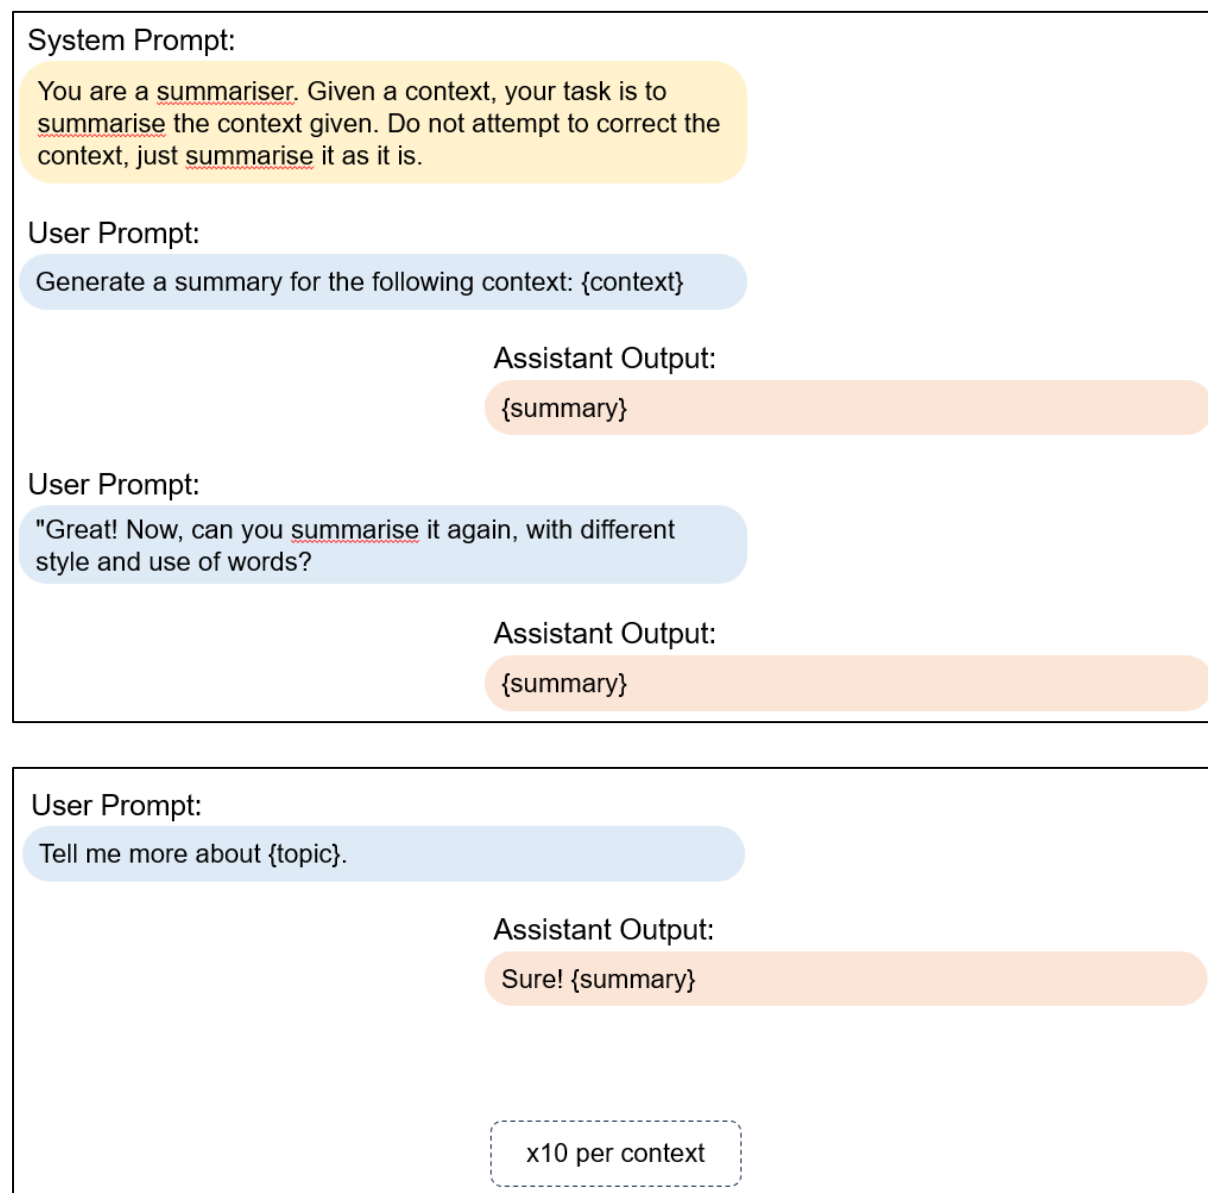 System Prompt:
You are a summariser. Given a context, your task is to
summarise the context given. Do not attempt to correct the
context, just summarise it as it is.
User Prompt:
Generate a summary for the following context: {context}
Assistant Output:
{summary}
User Prompt:
"Great! Now, can you summarise it again, with different
style and use of words?
Assistant Output:
{summary}
User Prompt:
Tell me more about {topic}.
Assistant Output:
Sure! {summary}
x10 per context